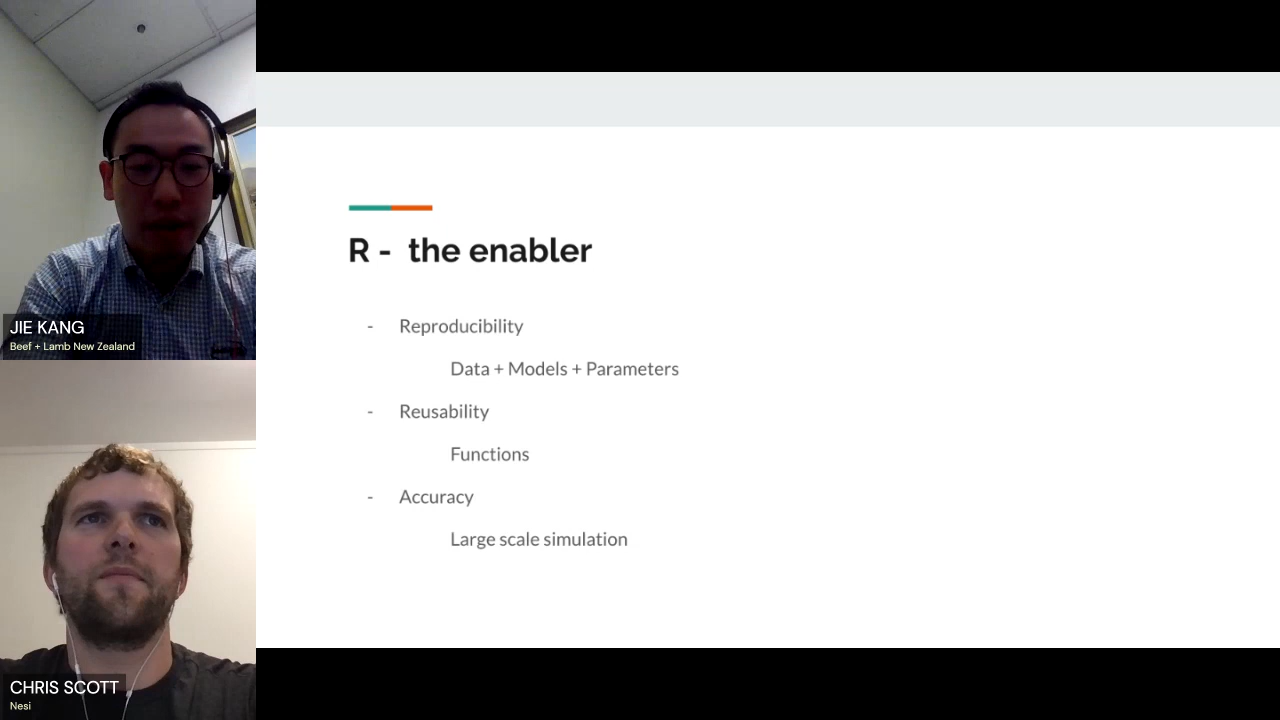 JIE KANG
Beef + Lamb New Zealand
CHRIS SCOTT
Nesi
R - the enabler
- Reproducibility
Data + Models + Parameters
- Reusability
Functions
- Accuracy
Large scale simulation